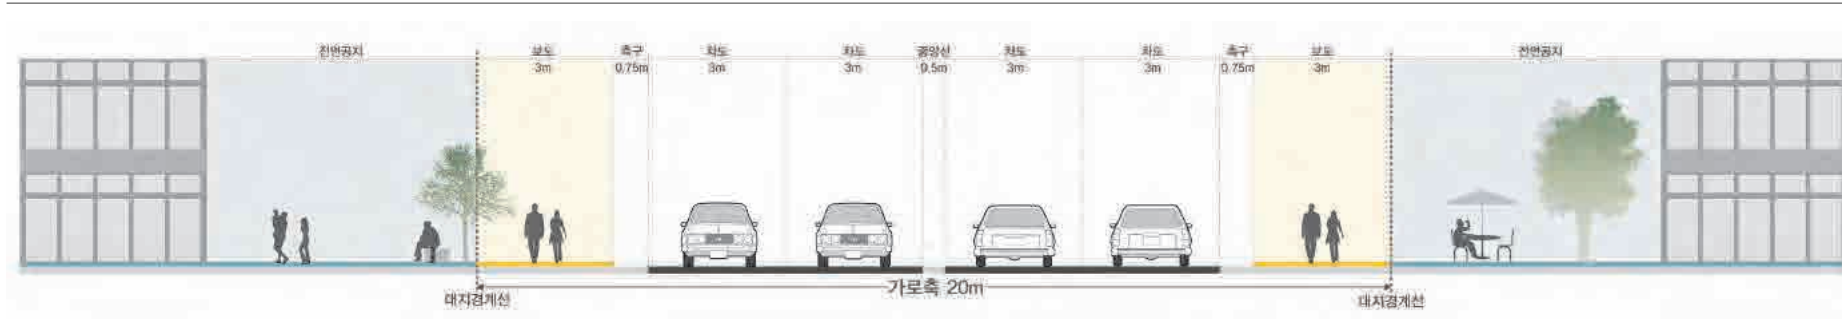 전면공지 보도 측구 차도 차도 중앙선 차도 차도 측구 보도 전면공지
3m 0.75m 3m 3m 0.5m 3m 3m 0.75m 3m
가로축 20m
대지경계선 대지경계선